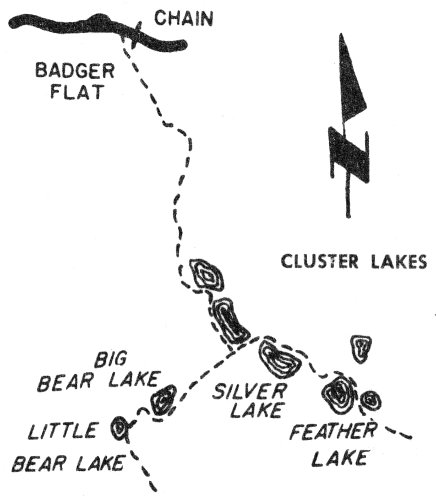 CHAIN
BADGER
FLAT
CLUSTER LAKES
BIG
BEAR LAKE
SILVER
LAKE
LITTLE
BEAR LAKE
FEATHER
LAKE